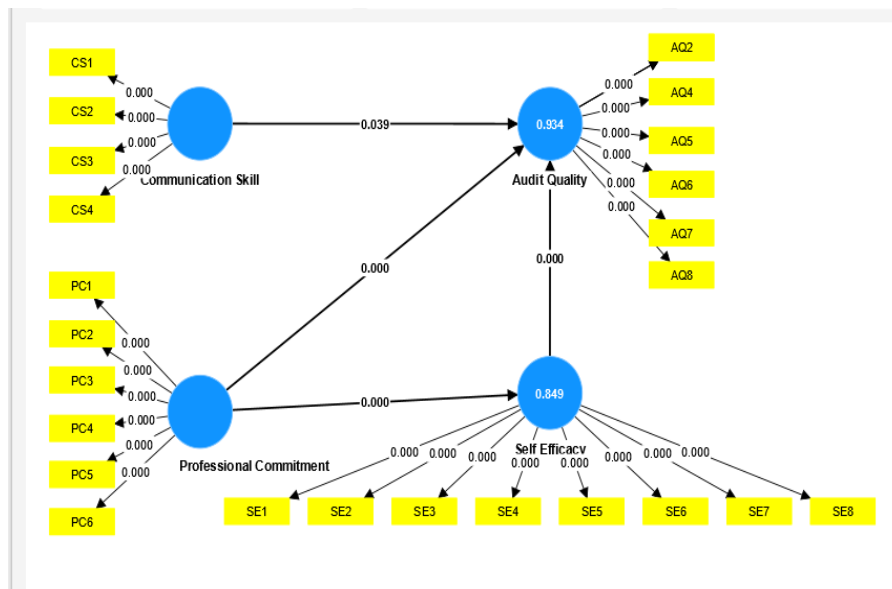 CS1
CS2
CS3
CS4
0.000
0.000
0.000
0.000
Communication Skill
0.039
0.934
Audit Quality
0.000
0.000
0.000
0.000
0.000
0.000
AQ2
AQ4
AQ5
AQ6
AQ7
AQ8
0.000
0.000
PC1
PC2
PC3
PC4
PC5
PC6
0.000
0.000
0.000
0.000
0.000
0.000
Professional Commitment
0.000
0.849
Self Efficacy
0.000
0.000
0.000
0.000
0.000
0.000
0.000
0.000
SE1
SE2
SE3
SE4
SE5
SE6
SE7
SE8